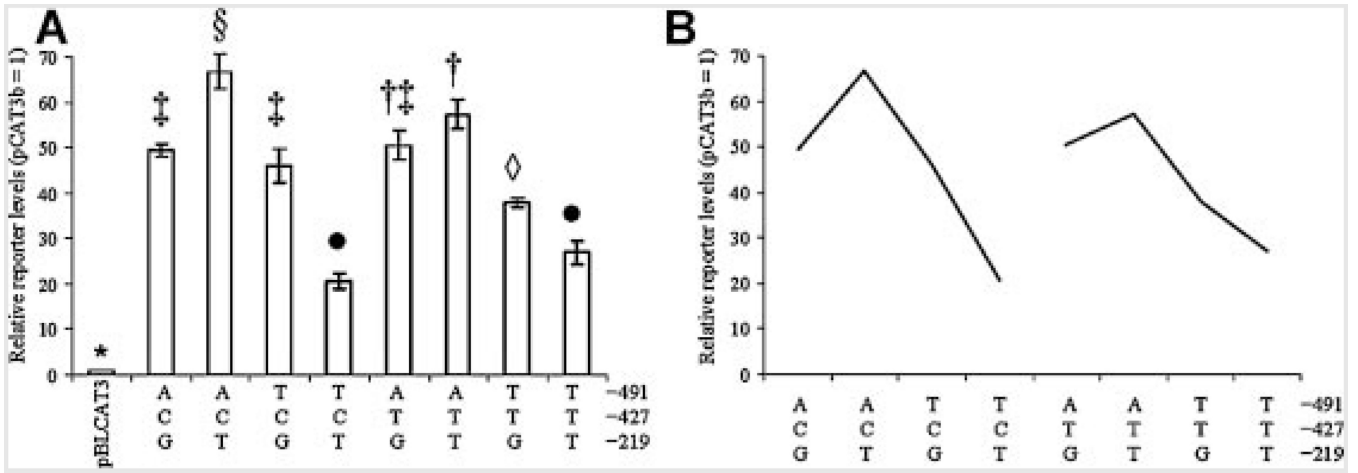 A
§
Relative reporter levels (pCAT3b = 1)
70
60
50
40
30
20
10
0
*
‡
‡
●
†‡
†
◊
●
pBLCAT3
A A T T A A T T −491
C C C C T T T T −427
G T G T G T G T −219
B
Relative reporter levels (pCAT3b = 1)
70
60
50
40
30
20
10
0
A A T T A A T T −491
C C C C T T T T −427
G T G T G T G T −219